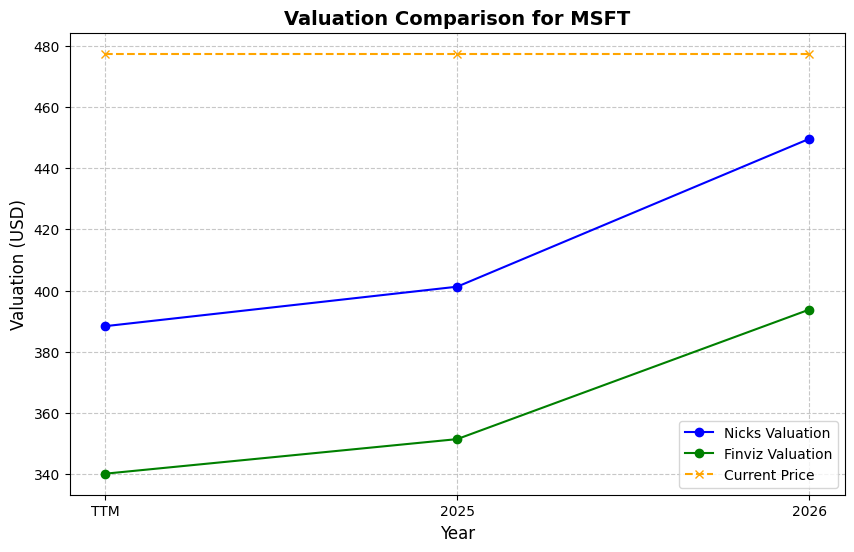 Valuation Comparison for MSFT
480
460
440
420
400
380
360
340
Valuation (USD)
TTM
2025
2026
Year
Nicks Valuation
Finviz Valuation
Current Price